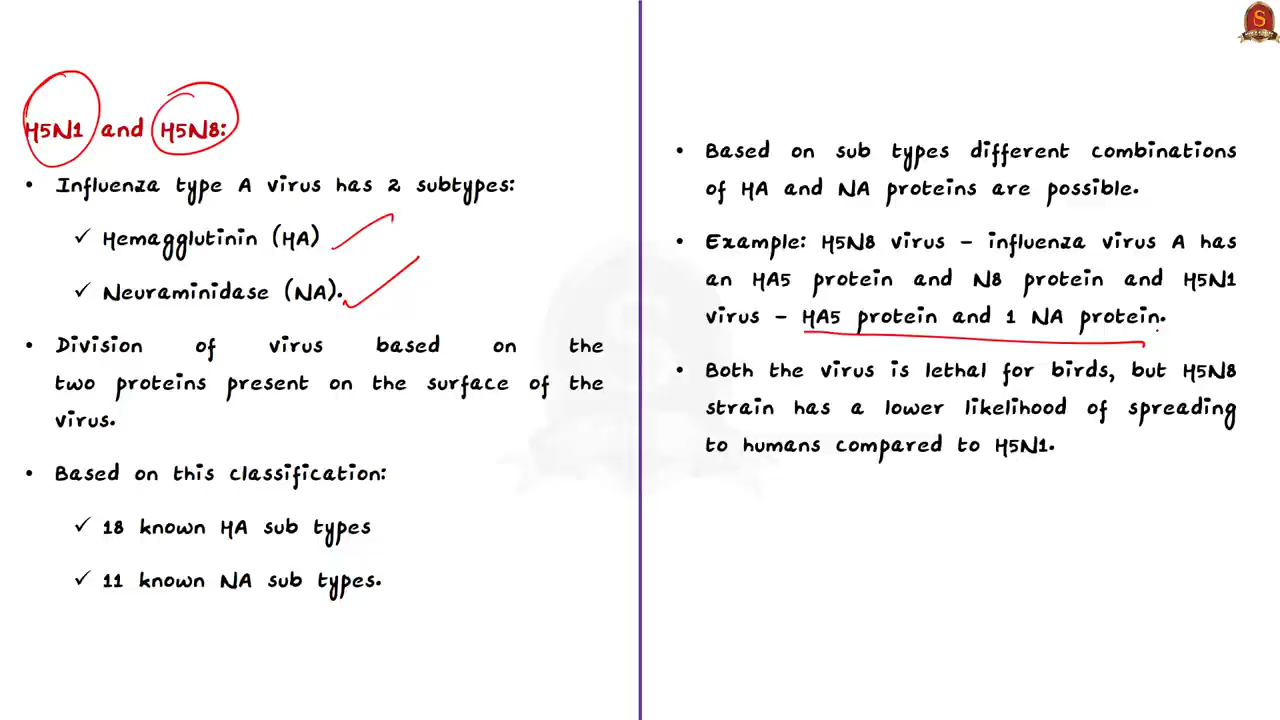 H5N1 and H5N8:
• Influenza type A virus has 2 subtypes:
✓ Hemagglutinin (HA)
✓ Neuraminidase (NA).
• Division of virus based on the
two proteins present on the surface of the
virus.
• Based on this classification:
✓ 18 known HA sub types
✓ 11 known NA sub types.
• Based on sub types different combinations
of HA and NA proteins are possible.
• Example: H5N8 virus – influenza virus A has
an HA5 protein and N8 protein and H5N1
virus – HA5 protein and 1 NA protein.
• Both the virus is lethal for birds, but H5N8
strain has a lower likelihood of spreading
to humans compared to H5N1.
S